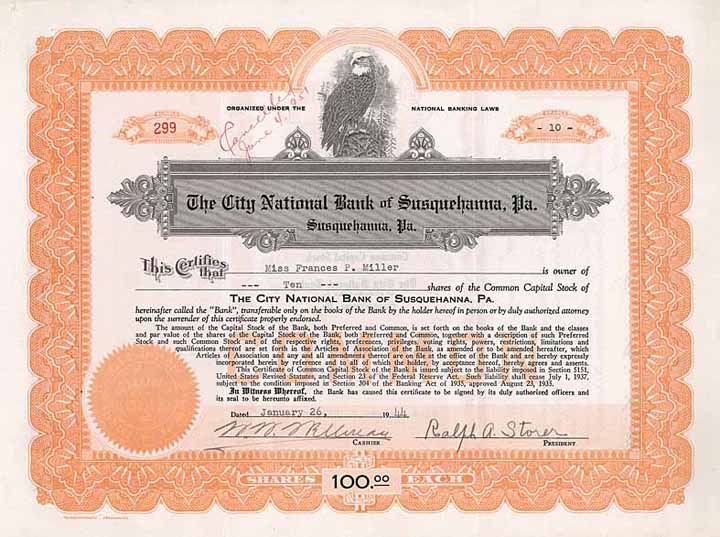 ORGANIZED UNDER THE NATIONAL BANKING LAWS
299
Cancelled
June 4, 1951
- 10 -
The City National Bank of Susquehanna, Pa.
Susquehanna, Pa.
This Certifies that Miss Frances P. Miller is owner of
--- Ten --- shares of the Common Capital Stock of
THE CITY NATIONAL BANK OF SUSQUEHANNA, PA.
hereinafter called the "Bank", transferable only on the books of the Bank by the holder hereof in person or by duly authorized attorney
upon the surrender of this certificate properly endorsed.
The amount of the Capital Stock of the Bank, both Preferred and Common, is set forth on the books of the Bank and the classes
and par value of the shares of Capital Stock of the Bank, both Preferred and Common, together with a description of such Preferred
Stock and such Common Stock and of the respective rights, preferences, privileges, voting rights, powers, restrictions, limitations and
qualifications thereof are set forth in the Articles of Association of the Bank, as amended or to be amended hereafter, which
Articles of Association and any and all amendments thereof are on file at the office of the Bank and are hereby expressly
incorporated herein by reference and to all of which the holder, by acceptance hereof, hereby agrees and assents.
This Certificate of Common Capital Stock of the Bank is issued subject to the liability imposed in Section 5151,
United States Revised Statutes, and Section 23 of the Federal Reserve Act. Such liability shall cease July 1, 1937,
subject to the condition imposed in Section 304 of the Banking Act of 1935, approved August 23, 1935.
In Witness Whereof, the Bank has caused this certificate to be signed by its duly authorized officers and
its seal to be hereunto affixed.
Dated January 26, 1944
CASHIER
Ralph A. Storer
PRESIDENT
SHARES 100.00 EACH